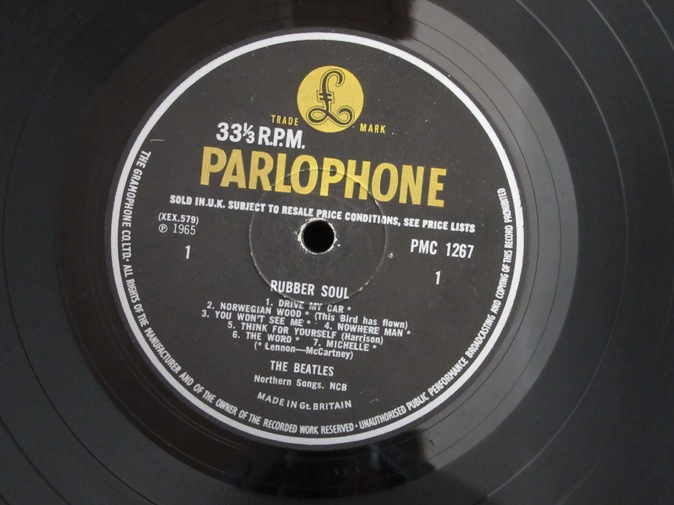 £
TRADE MARK
33⅓ R.P.M.
PARLOPHONE
SOLD IN U.K. SUBJECT TO RESALE PRICE CONDITIONS, SEE PRICE LISTS
(XEX.579)
℗ 1965
PMC 1267
1
1
RUBBER SOUL
1. DRIVE MY CAR *
2. NORWEGIAN WOOD * (This Bird has flown)
3. YOU WON'T SEE ME * · 4. NOWHERE MAN *
5. THINK FOR YOURSELF (Harrison)
6. THE WORD * 7. MICHELLE *
(* Lennon—McCartney)
THE BEATLES
Northern Songs. NCB
MADE IN Gt. BRITAIN
THE GRAMOPHONE CO. LTD · ALL RIGHTS OF THE MANUFACTURER AND OF THE OWNER OF THE RECORDED WORK RESERVED · UNAUTHORISED PUBLIC PERFORMANCE BROADCASTING AND COPYING OF THIS RECORD PROHIBITED